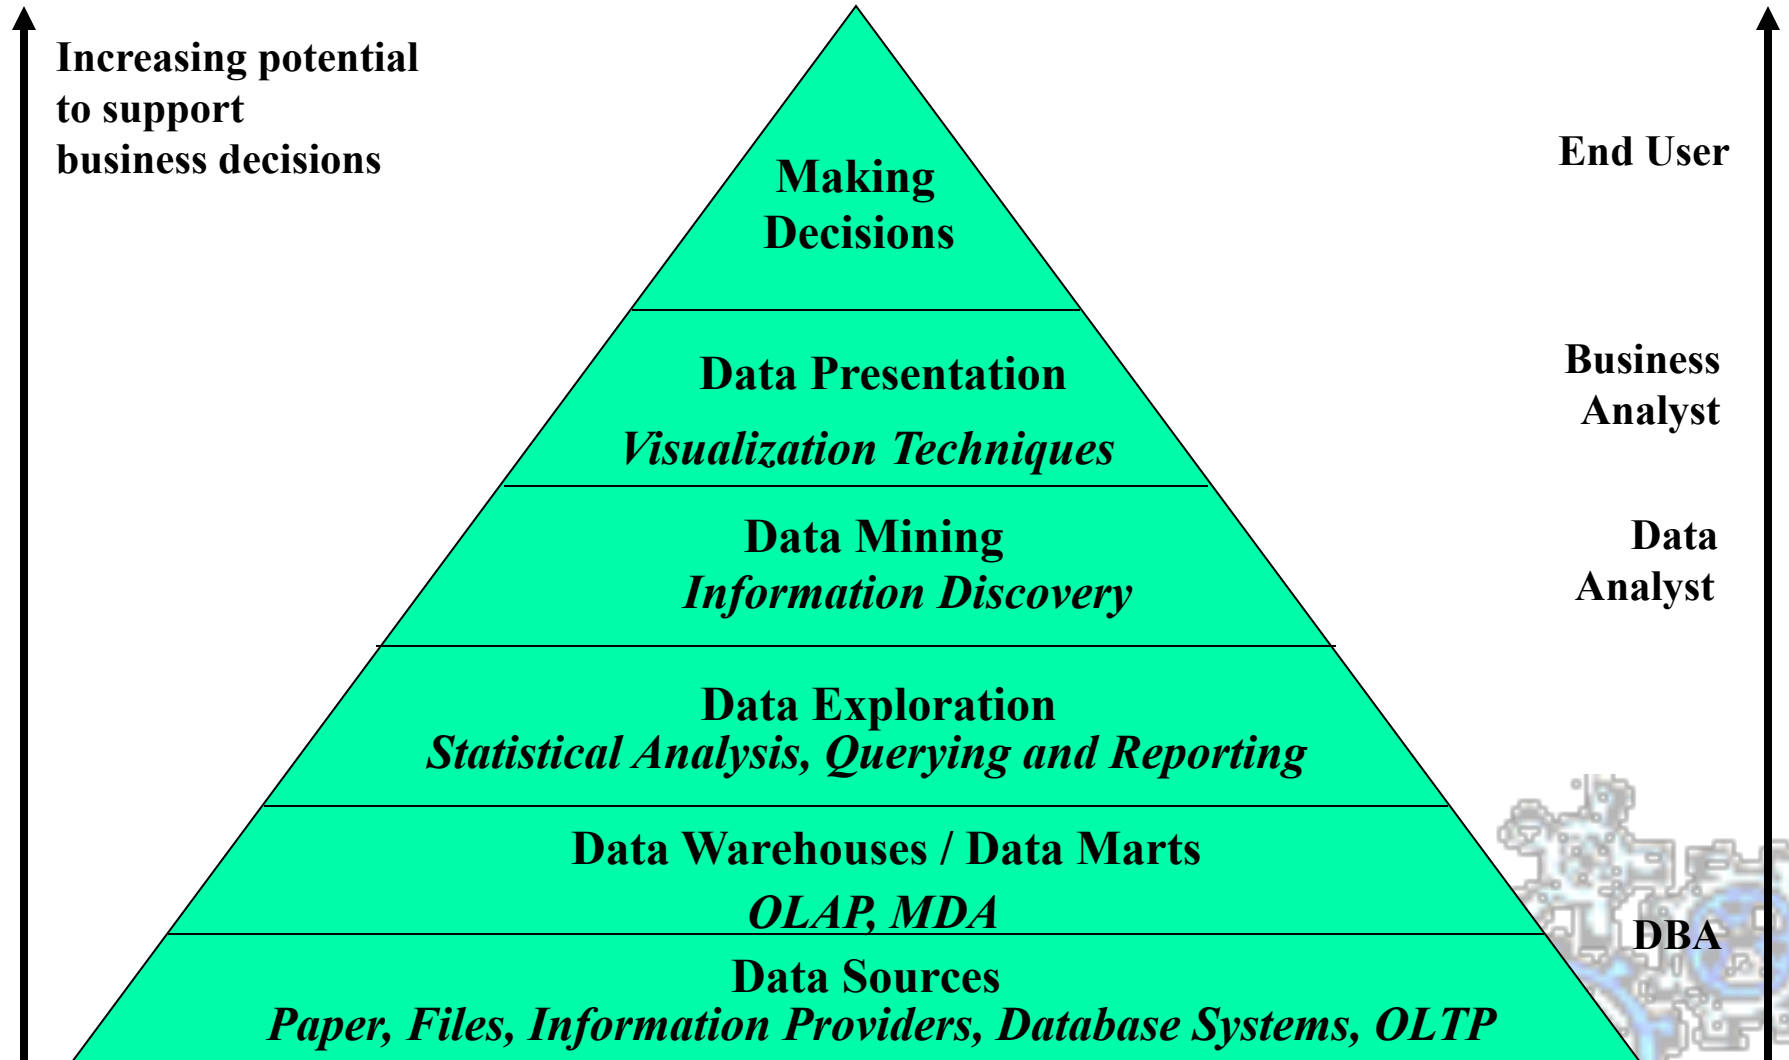 Increasing potential
to support
business decisions
End User
Making
Decisions
Business
Analyst
Data Presentation
Visualization Techniques
Data
Analyst
Data Mining
Information Discovery
Data Exploration
Statistical Analysis, Querying and Reporting
Data Warehouses / Data Marts
OLAP, MDA
DBA
Data Sources
Paper, Files, Information Providers, Database Systems, OLTP